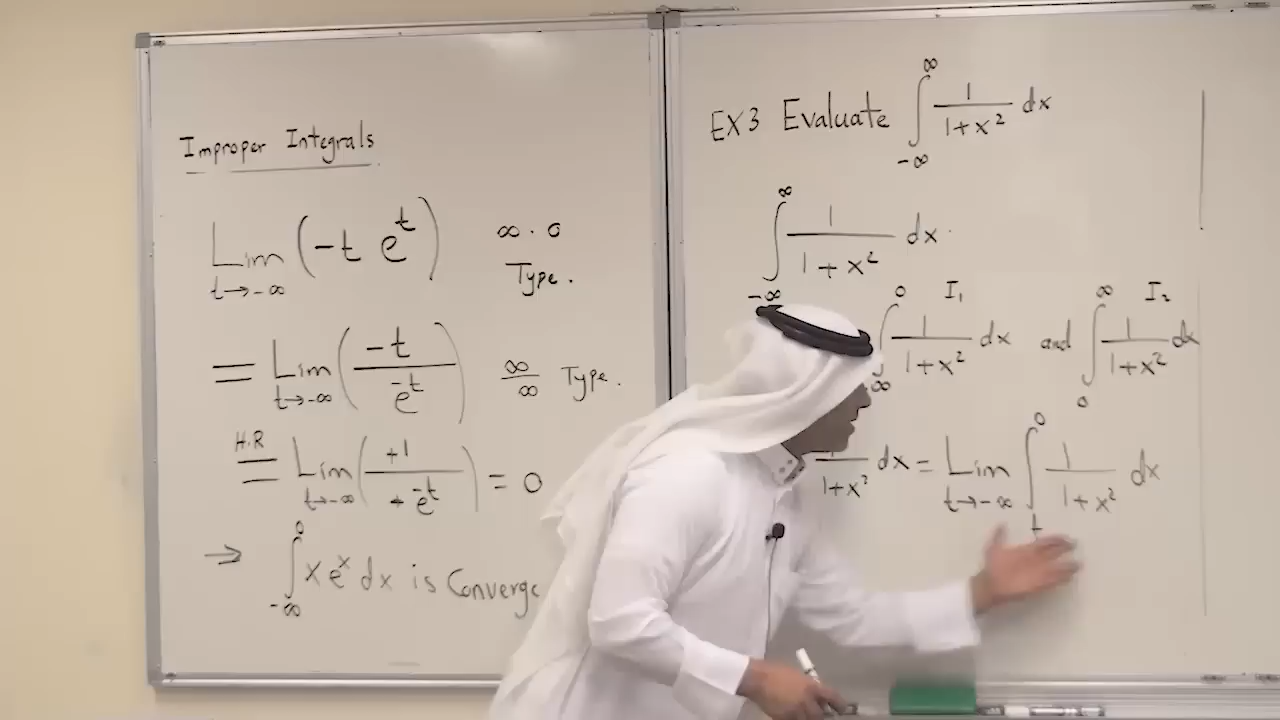 Improper Integrals
Lim t→-∞ (-t e^t) ∞·0
Type.
= Lim t→-∞ (-t / e^-t) ∞/∞ Type.
H.R
= Lim t→-∞ (+1 / +e^-t) = 0
⇒ ∫_-∞^0 x e^x dx is Converge
EX3 Evaluate ∫_-∞^∞ 1/(1+x²) dx
∫_-∞^∞ 1/(1+x²) dx
I₁ I₂
∫_-∞^0 1/(1+x²) dx and ∫_0^∞ 1/(1+x²) dx
1/(1+x²) dx = Lim t→-∞ ∫_t^0 1/(1+x²) dx